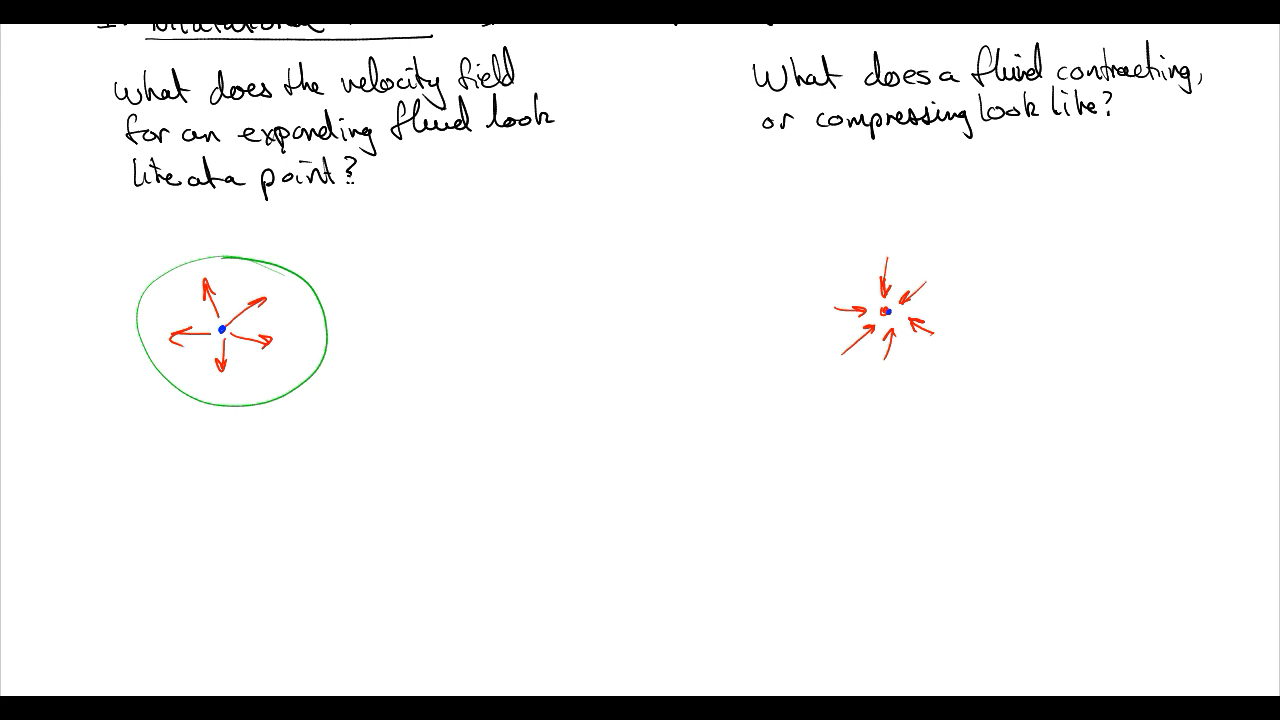 What does the velocity field
for an expanding fluid look
like at a point?
What does a fluid contracting,
or compressing look like?